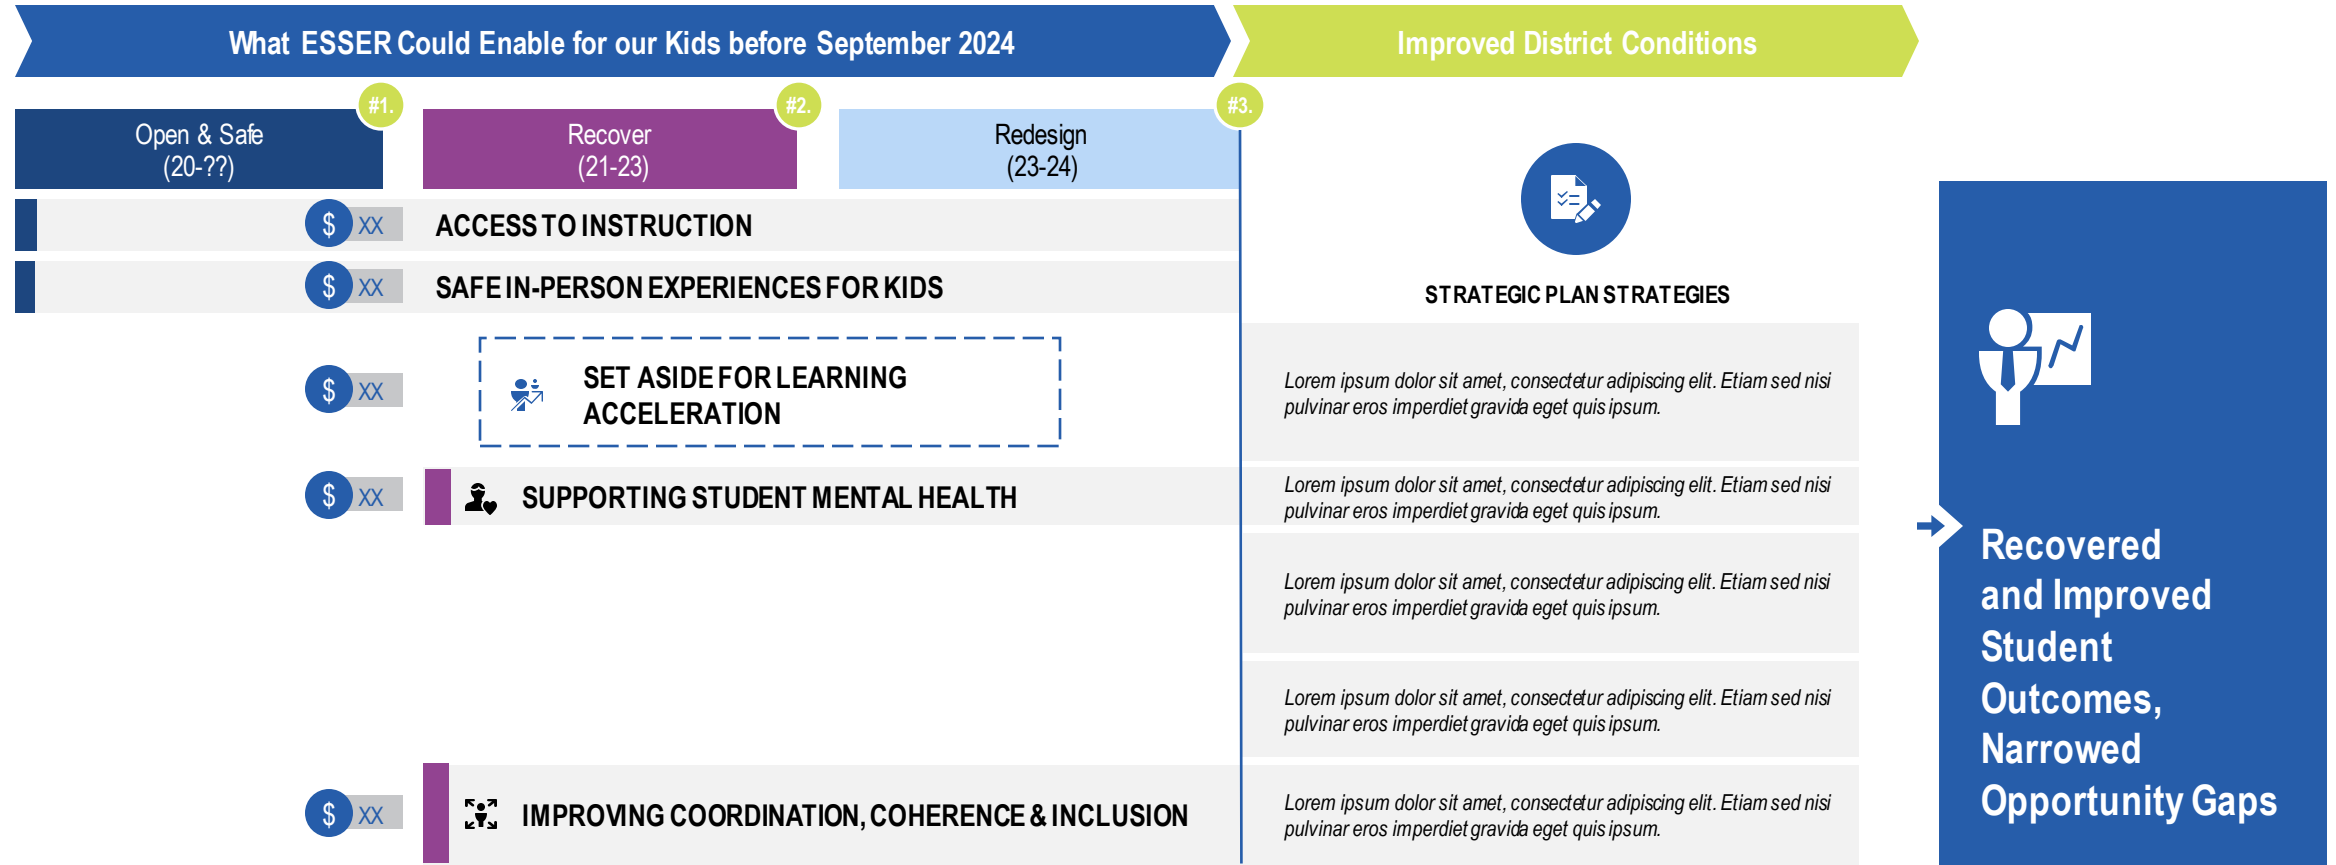 What ESSER Could Enable for our Kids before September 2024
Improved District Conditions
#1.
#2.
#3.
Open & Safe
(20-??)
Recover
(21-23)
Redesign
(23-24)
$ XX ACCESS TO INSTRUCTION
$ XX SAFE IN-PERSON EXPERIENCES FOR KIDS
STRATEGIC PLAN STRATEGIES
$ XX
SET ASIDE FOR LEARNING
ACCELERATION
Lorem ipsum dolor sit amet, consectetur adipiscing elit. Etiam sed nisi
pulvinar eros imperdiet gravida eget quis ipsum.
$ XX SUPPORTING STUDENT MENTAL HEALTH
Lorem ipsum dolor sit amet, consectetur adipiscing elit. Etiam sed nisi
pulvinar eros imperdiet gravida eget quis ipsum.
Lorem ipsum dolor sit amet, consectetur adipiscing elit. Etiam sed nisi
pulvinar eros imperdiet gravida eget quis ipsum.
Lorem ipsum dolor sit amet, consectetur adipiscing elit. Etiam sed nisi
pulvinar eros imperdiet gravida eget quis ipsum.
$ XX IMPROVING COORDINATION, COHERENCE & INCLUSION
Lorem ipsum dolor sit amet, consectetur adipiscing elit. Etiam sed nisi
pulvinar eros imperdiet gravida eget quis ipsum.
Recovered
and Improved
Student
Outcomes,
Narrowed
Opportunity Gaps